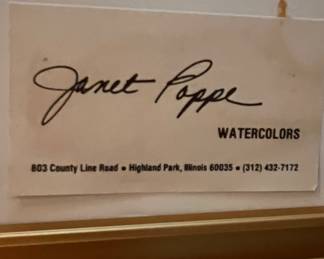 Janet Poppe
WATERCOLORS
803 County Line Road • Highland Park, Illinois 60035 • (312) 432-7172